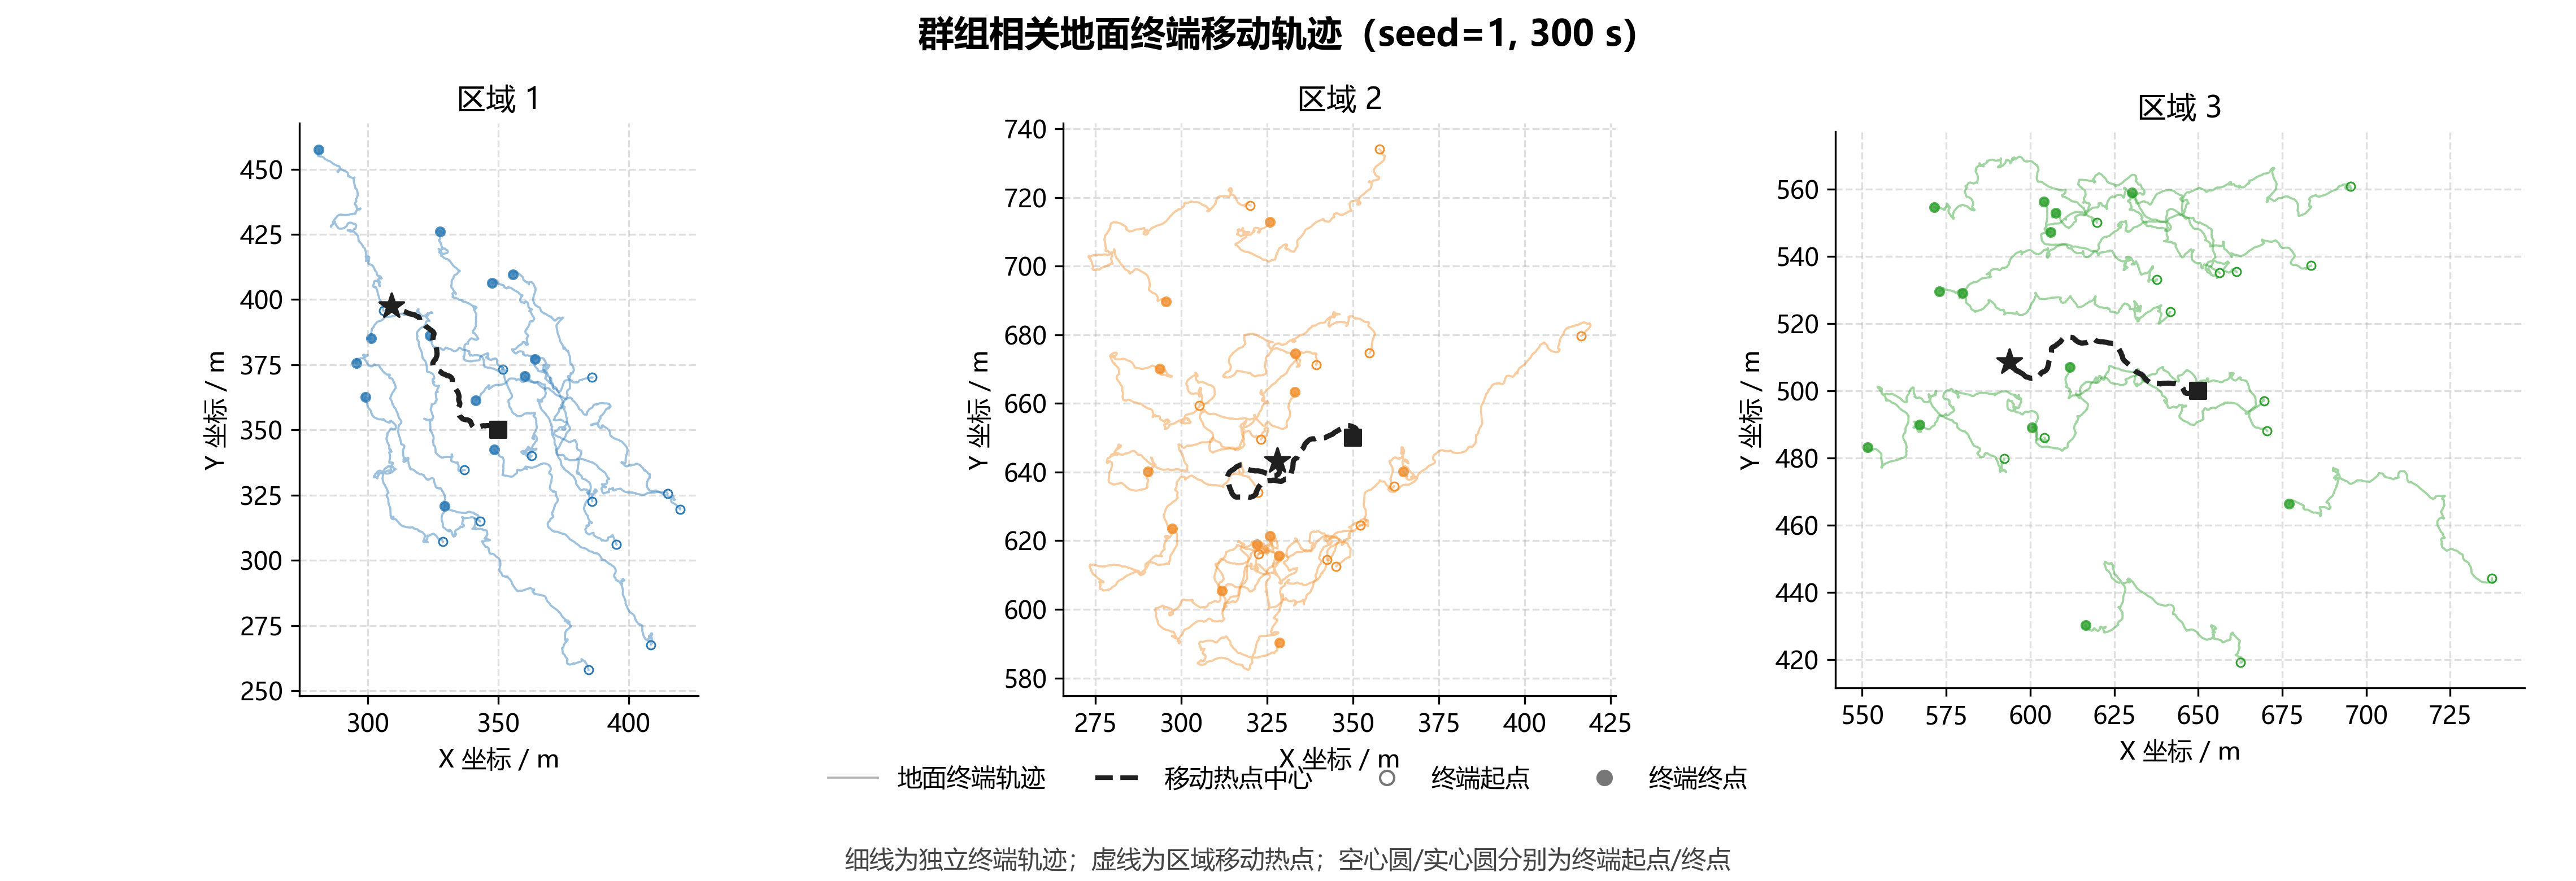 群组相关地面终端移动轨迹（seed=1, 300 s）
区域 1
450
425
400
375
350
325
300
275
250
Y 坐标 / m
300 350 400
X 坐标 / m
区域 2
740
720
700
680
660
640
620
600
580
Y 坐标 / m
275 300 325 350 375 400 425
X 坐标 / m
区域 3
560
540
520
500
480
460
440
420
Y 坐标 / m
550 575 600 625 650 675 700 725
X 坐标 / m
地面终端轨迹 移动热点中心 终端起点 终端终点
细线为独立终端轨迹；虚线为区域移动热点；空心圆/实心圆分别为终端起点/终点